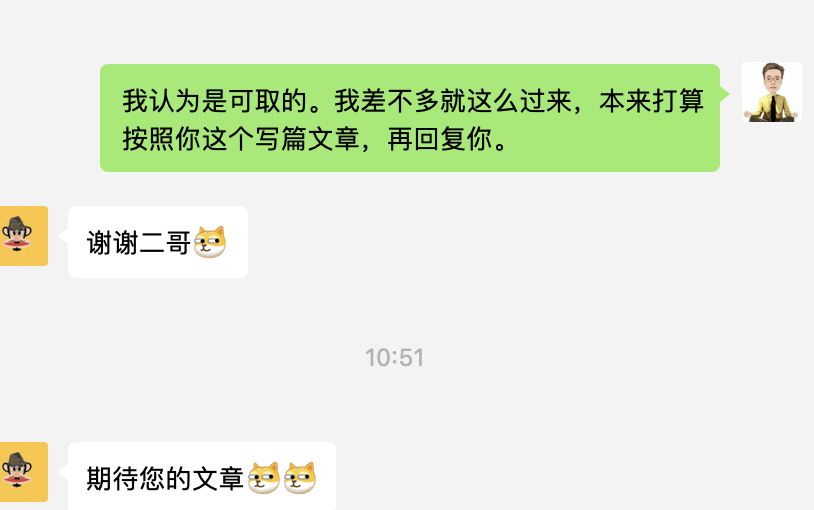 我认为是可取的。我差不多就这么过来，本来打算
按照你这个写篇文章，再回复你。
谢谢二哥
10:51
期待您的文章